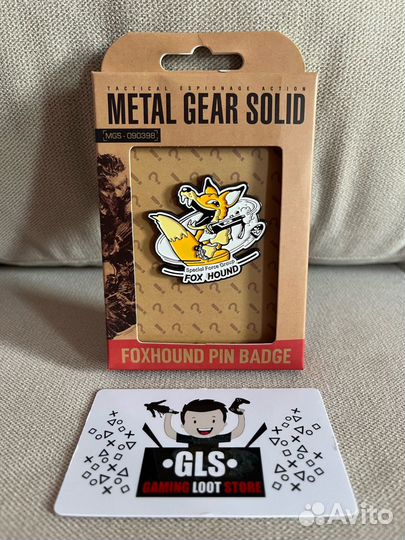 TACTICAL ESPIONAGE ACTION
METAL GEAR SOLID
MGS - 090398
Special Force Group
FOX HOUND
FOXHOUND PIN BADGE
·GLS·
GAMING LOOT STORE
Avito